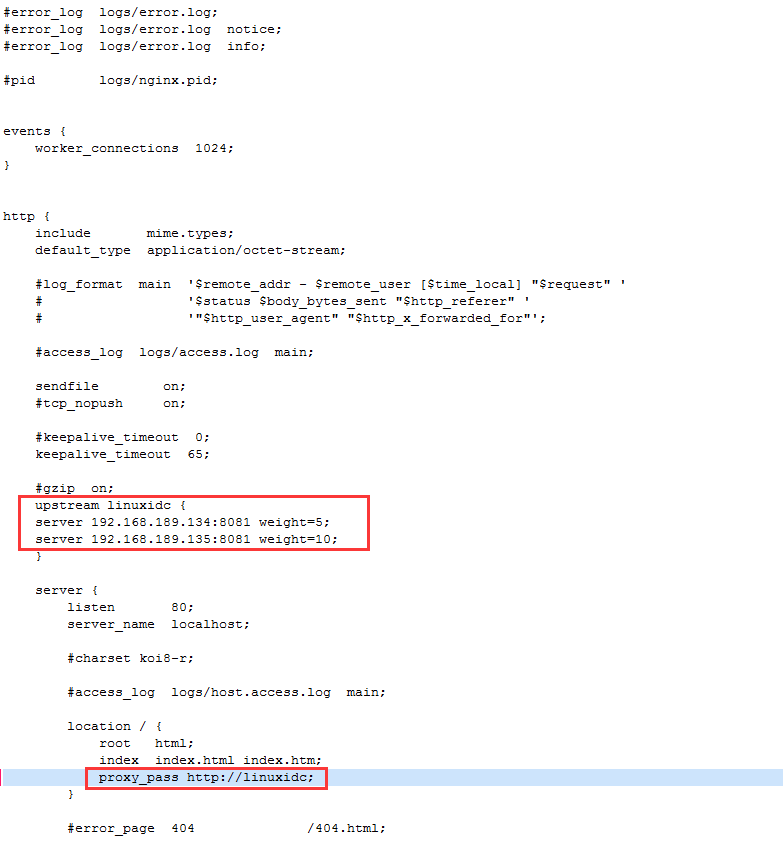 #error_log  logs/error.log;
#error_log  logs/error.log  notice;
#error_log  logs/error.log  info;
#pid        logs/nginx.pid;
events {
    worker_connections  1024;
}
http {
    include       mime.types;
    default_type  application/octet-stream;
    #log_format  main  '$remote_addr - $remote_user [$time_local] "$request" '
    #                  '$status $body_bytes_sent "$http_referer" '
    #                  '"$http_user_agent" "$http_x_forwarded_for"';
    #access_log  logs/access.log  main;
    sendfile        on;
    #tcp_nopush     on;
    #keepalive_timeout  0;
    keepalive_timeout  65;
    #gzip  on;
    upstream linuxidc {
    server 192.168.189.134:8081 weight=5;
    server 192.168.189.135:8081 weight=10;
    }
    server {
        listen       80;
        server_name  localhost;
        #charset koi8-r;
        #access_log  logs/host.access.log  main;
        location / {
            root   html;
            index  index.html index.htm;
            proxy_pass http://linuxidc;
        }
        #error_page  404              /404.html;